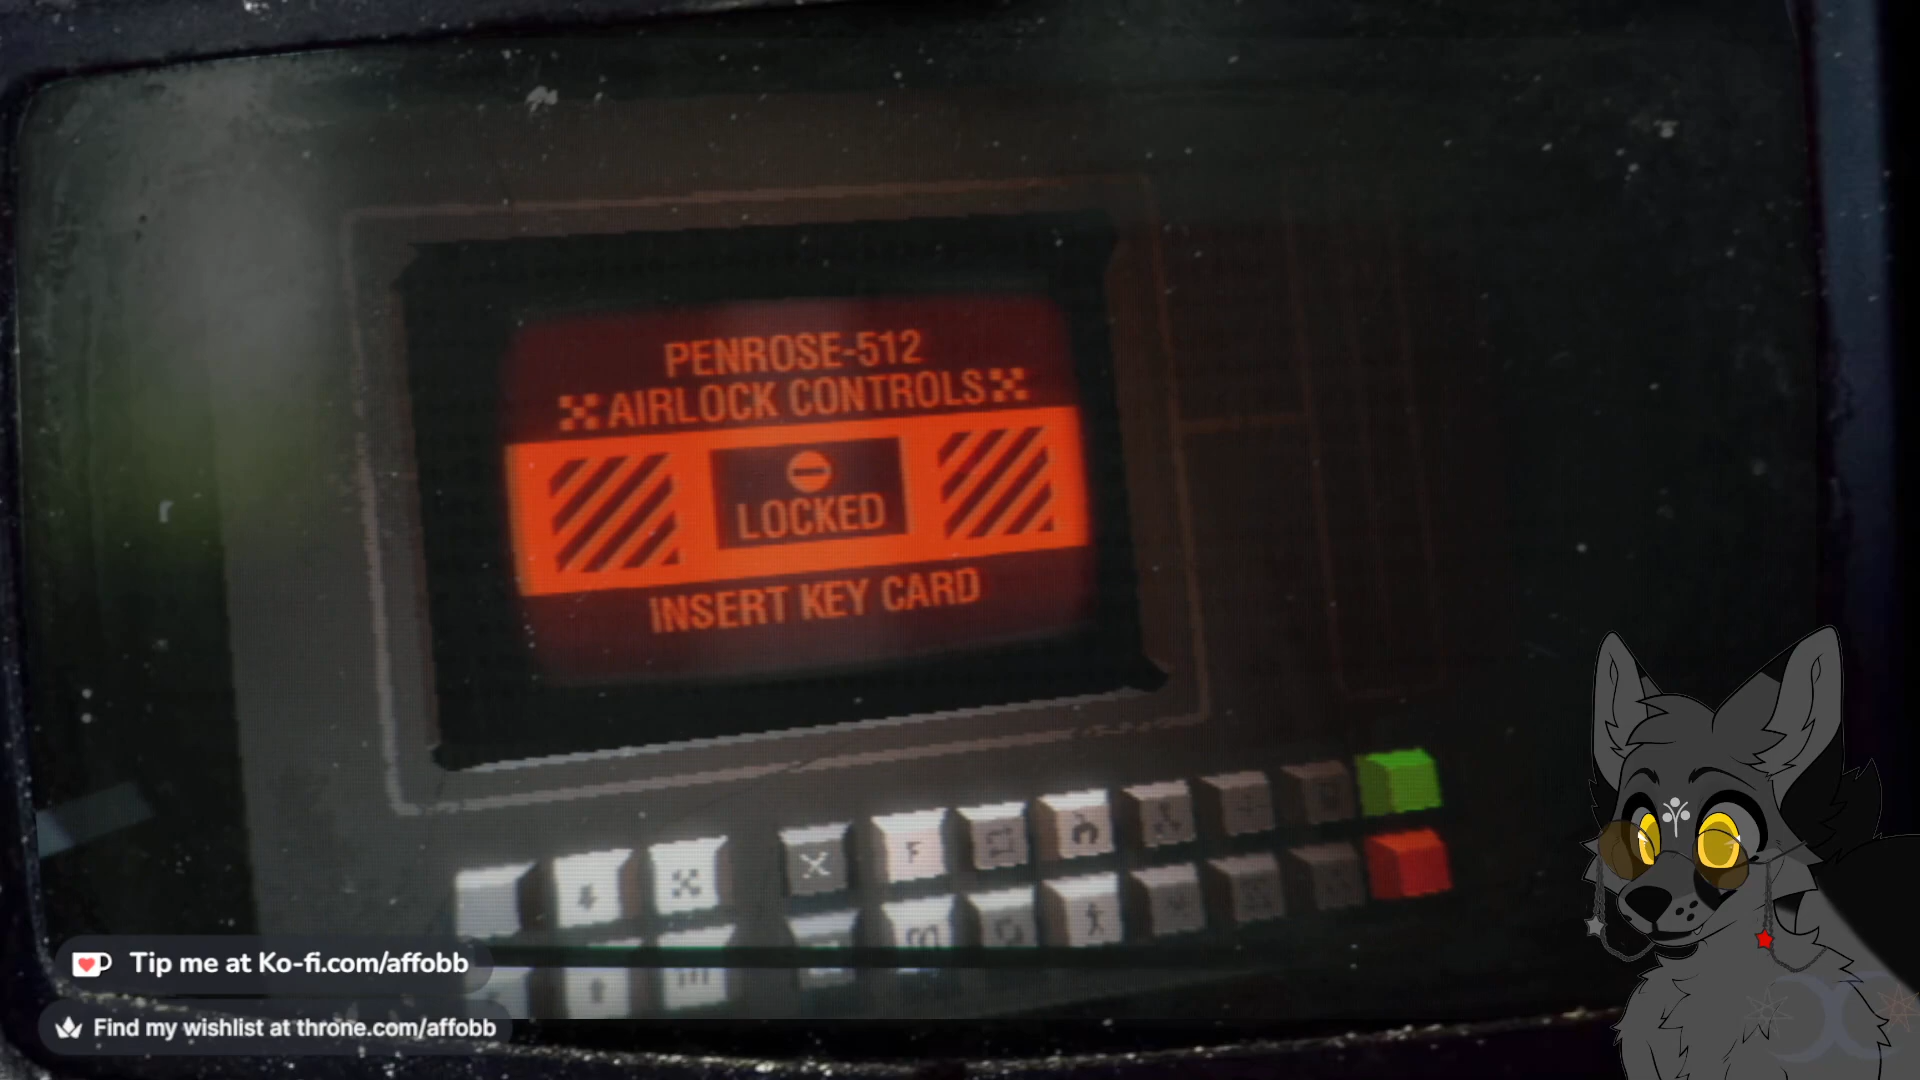 PENROSE-512
AIRLOCK CONTROLS
LOCKED
INSERT KEY CARD
F
Tip me at Ko-fi.com/affobb
Find my wishlist at throne.com/affobb